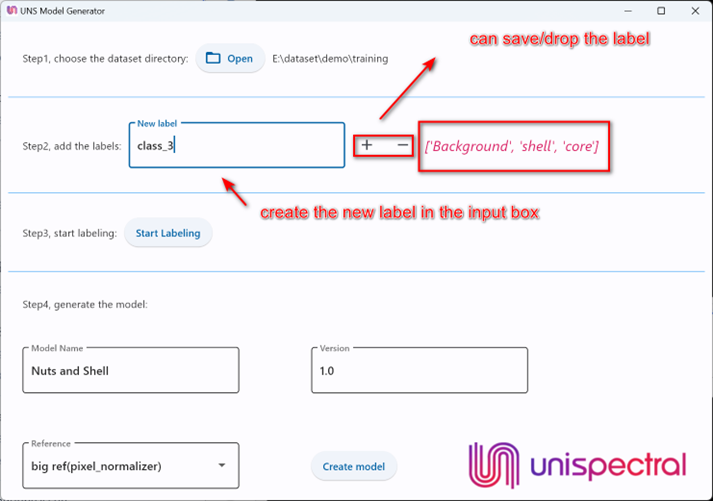 UNS Model Generator
can save/drop the label
Step1, choose the dataset directory:
Open
E:\dataset\demo\training
New label
Step2, add the labels:
class_3
+
−
['Background', 'shell', 'core']
create the new label in the input box
Step3, start labeling:
Start Labeling
Step4, generate the model:
Model Name
Version
Nuts and Shell
1.0
Reference
big ref(pixel_normalizer)
Create model
unispectral